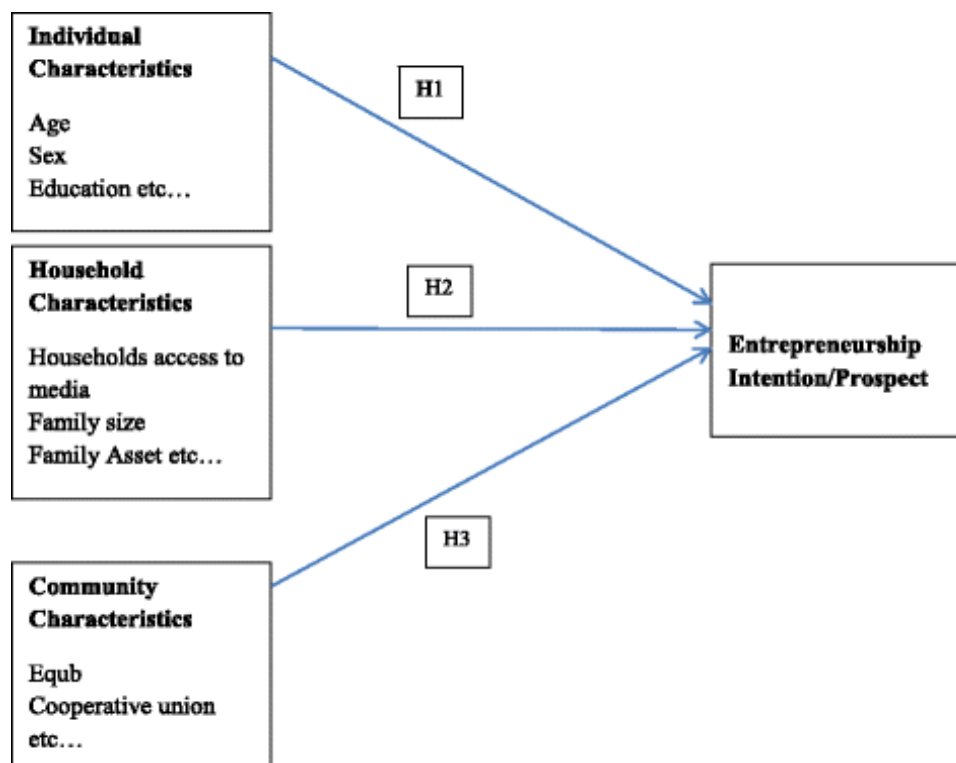 Individual
Characteristics
Age
Sex
Education etc…
H1
Household
Characteristics
Households access to
media
Family size
Family Asset etc…
H2
Entrepreneurship
Intention/Prospect
H3
Community
Characteristics
Equb
Cooperative union
etc…